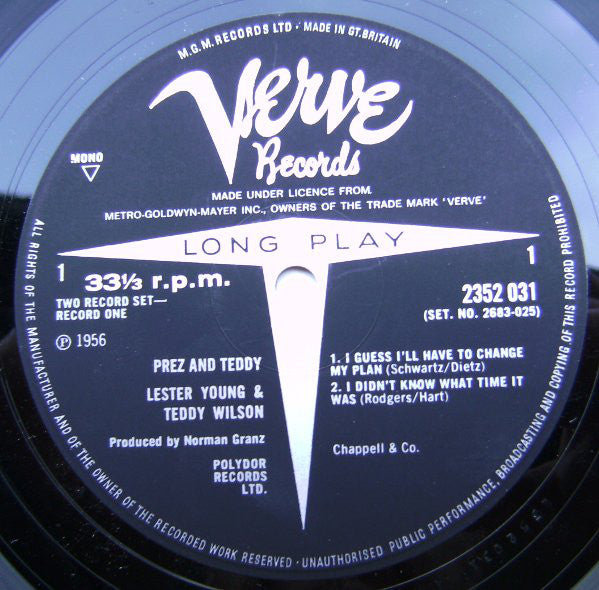 M.G.M. RECORDS LTD · MADE IN GT. BRITAIN
Verve
Records
MONO
MADE UNDER LICENCE FROM
METRO-GOLDWYN-MAYER INC., OWNERS OF THE TRADE MARK 'VERVE'
LONG PLAY
1
1
33⅓ r.p.m.
TWO RECORD SET—
RECORD ONE
℗ 1956
2352 031
(SET. NO. 2683-025)
PREZ AND TEDDY
LESTER YOUNG &
TEDDY WILSON
Produced by Norman Granz
POLYDOR
RECORDS
LTD.
1. I GUESS I'LL HAVE TO CHANGE
MY PLAN (Schwartz/Dietz)
2. I DIDN'T KNOW WHAT TIME IT
WAS (Rodgers/Hart)
Chappell & Co.
ALL RIGHTS OF THE MANUFACTURER AND OF THE OWNER OF THE RECORDED WORK RESERVED · UNAUTHORISED PUBLIC PERFORMANCE, BROADCASTING AND COPYING OF THIS RECORD PROHIBITED